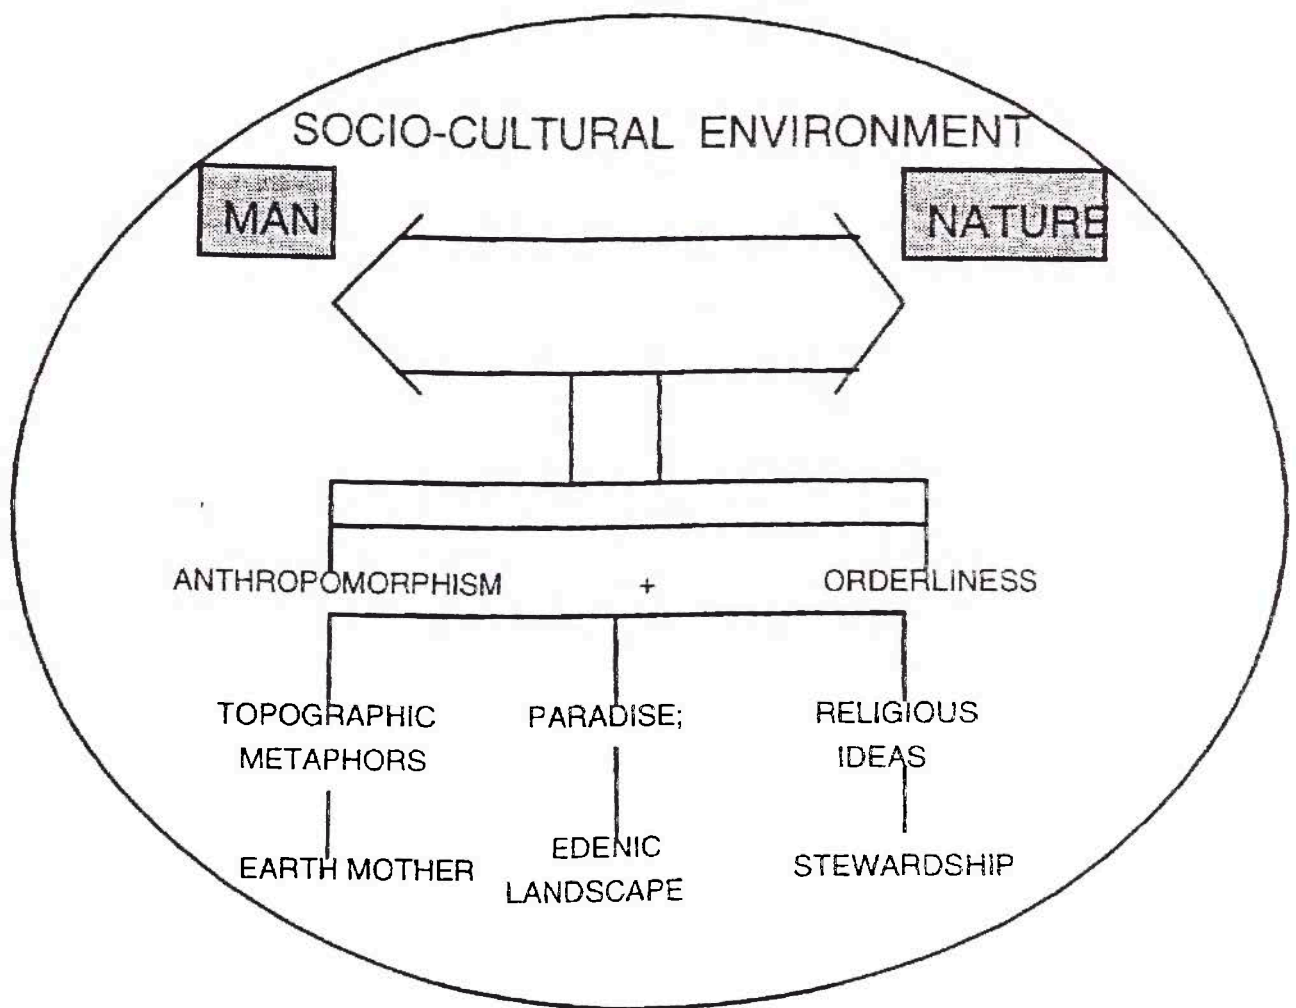 SOCIO-CULTURAL ENVIRONMENT
MAN
NATURE
ANTHROPOMORPHISM + ORDERLINESS
TOPOGRAPHIC METAPHORS
PARADISE;
RELIGIOUS IDEAS
EARTH MOTHER
EDENIC LANDSCAPE
STEWARDSHIP